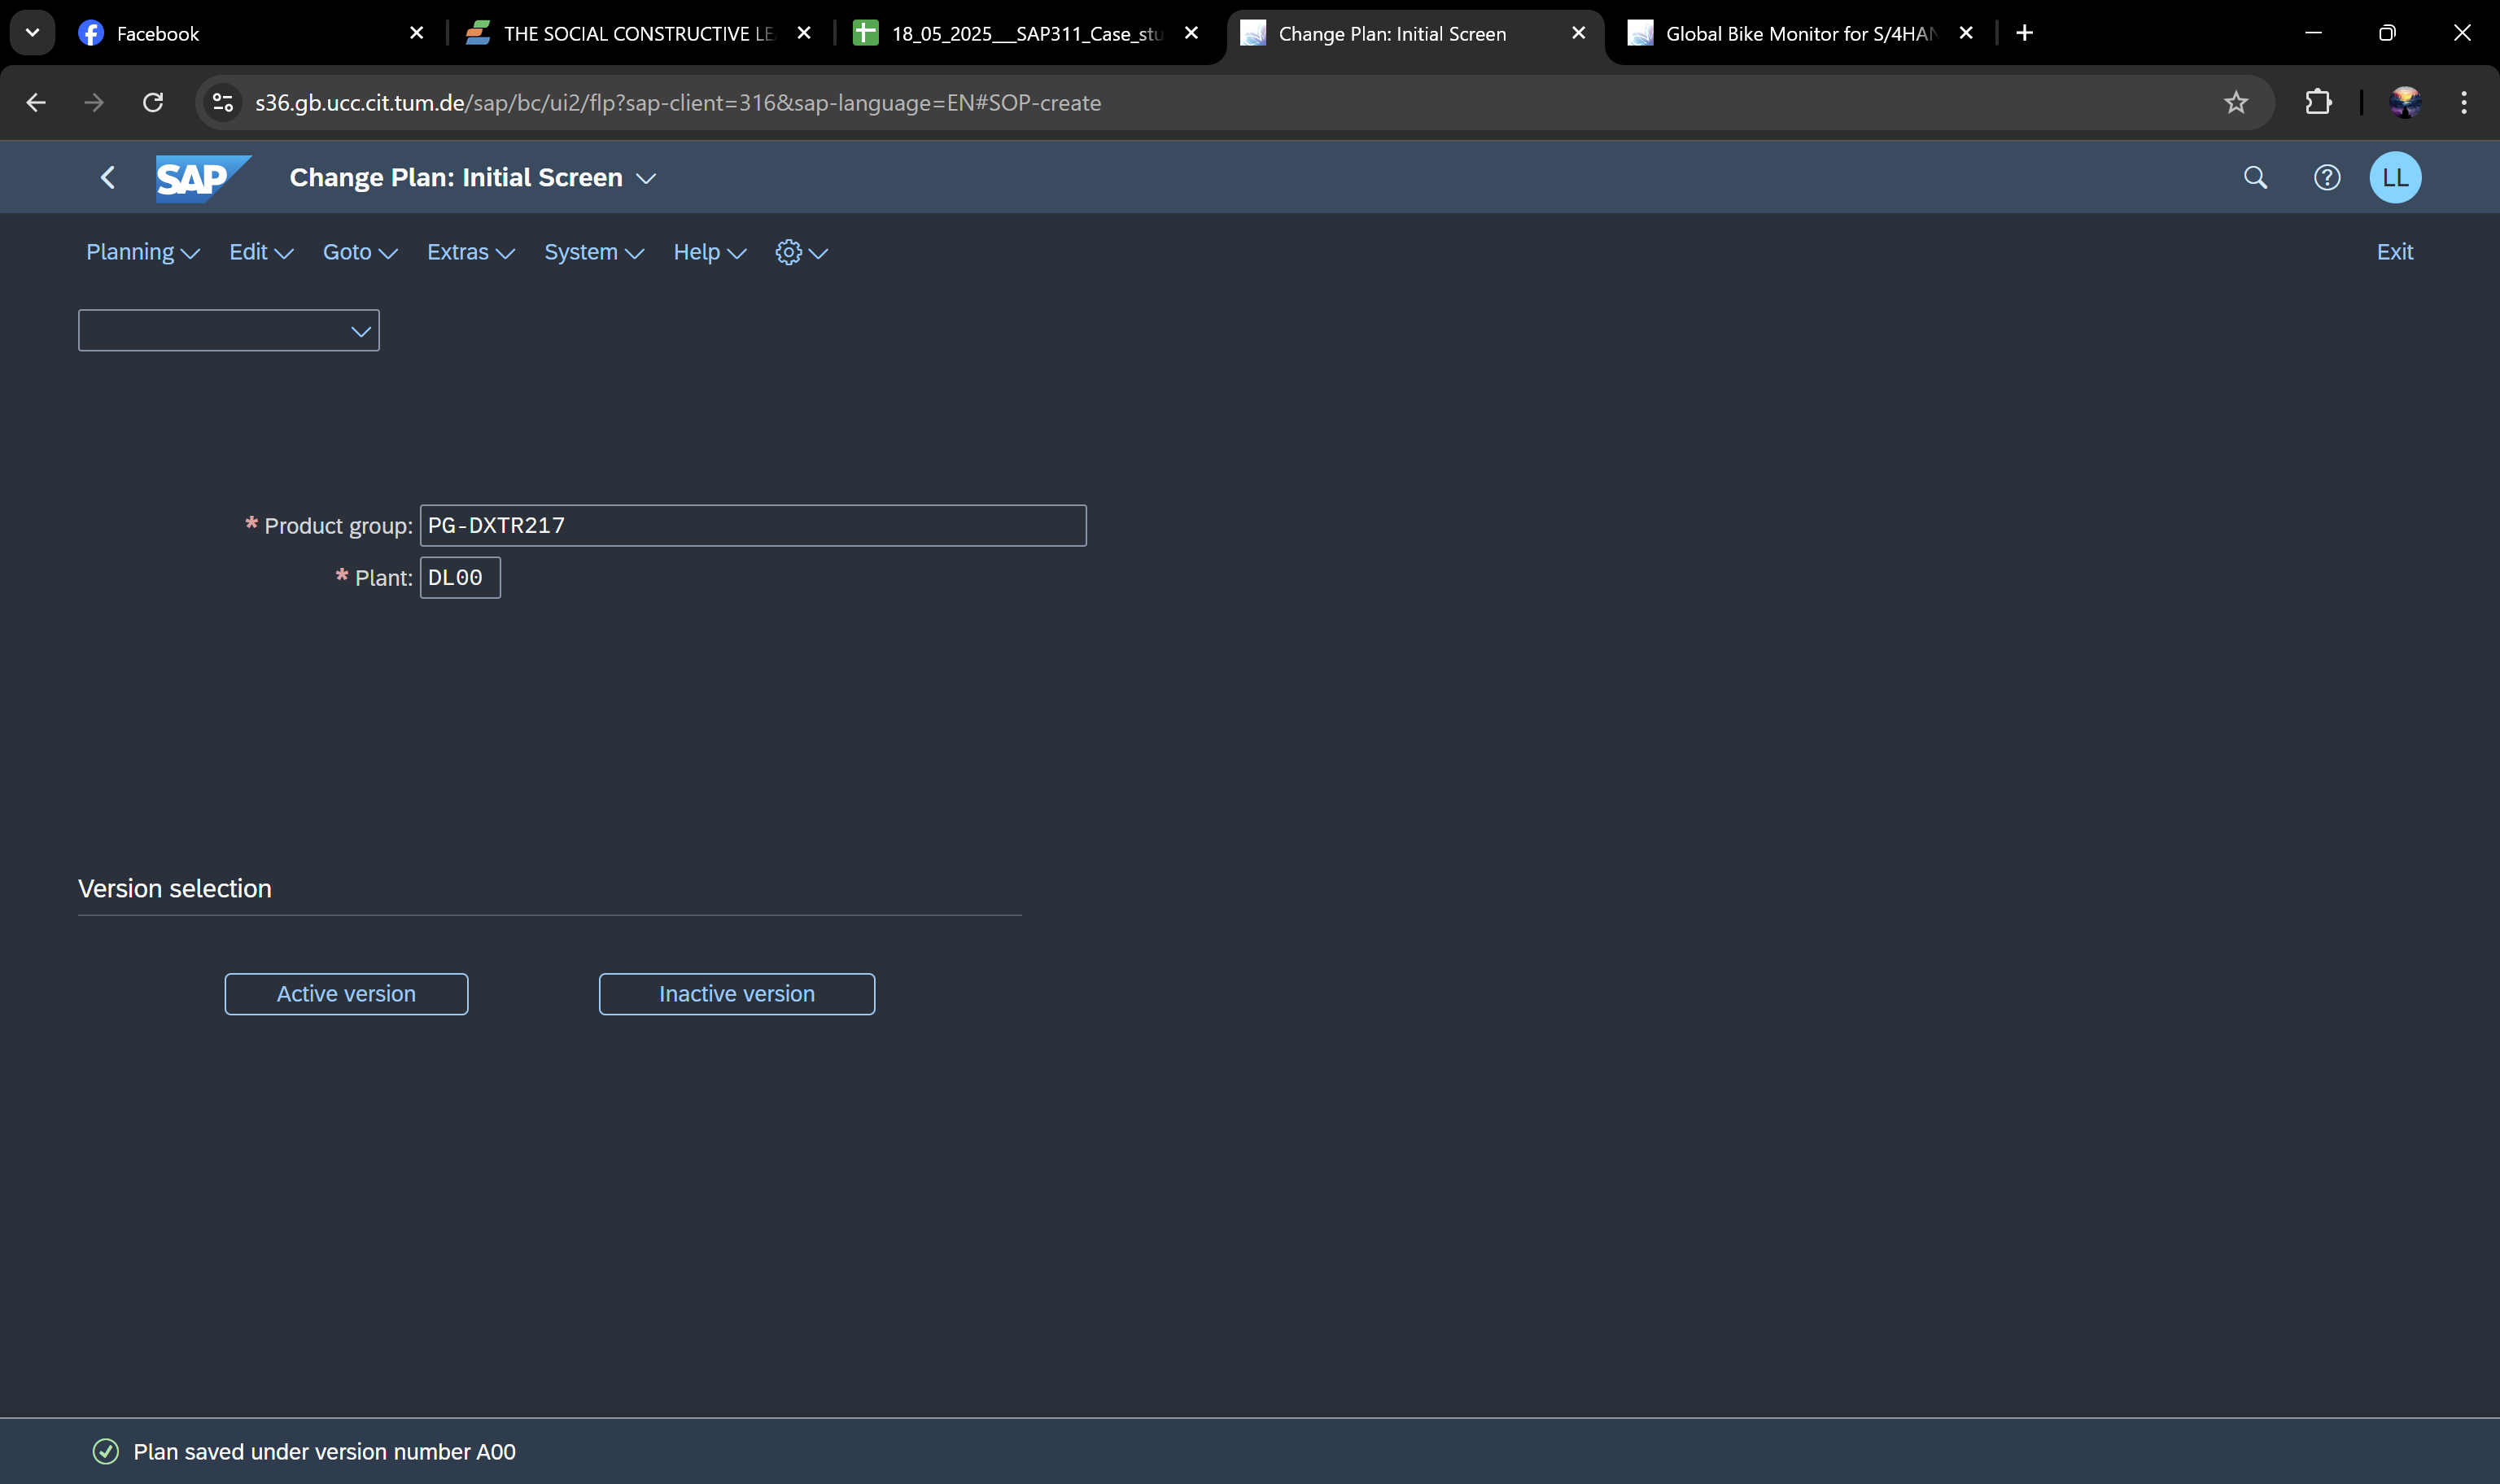 Facebook
THE SOCIAL CONSTRUCTIVE LE
18_05_2025___SAP311_Case_stu
Change Plan: Initial Screen
Global Bike Monitor for S/4HAN
s36.gb.ucc.cit.tum.de/sap/bc/ui2/flp?sap-client=316&sap-language=EN#SOP-create
SAP
Change Plan: Initial Screen
LL
Planning
Edit
Goto
Extras
System
Help
Exit
* Product group: PG-DXTR217
* Plant: DL00
Version selection
Active version
Inactive version
Plan saved under version number A00